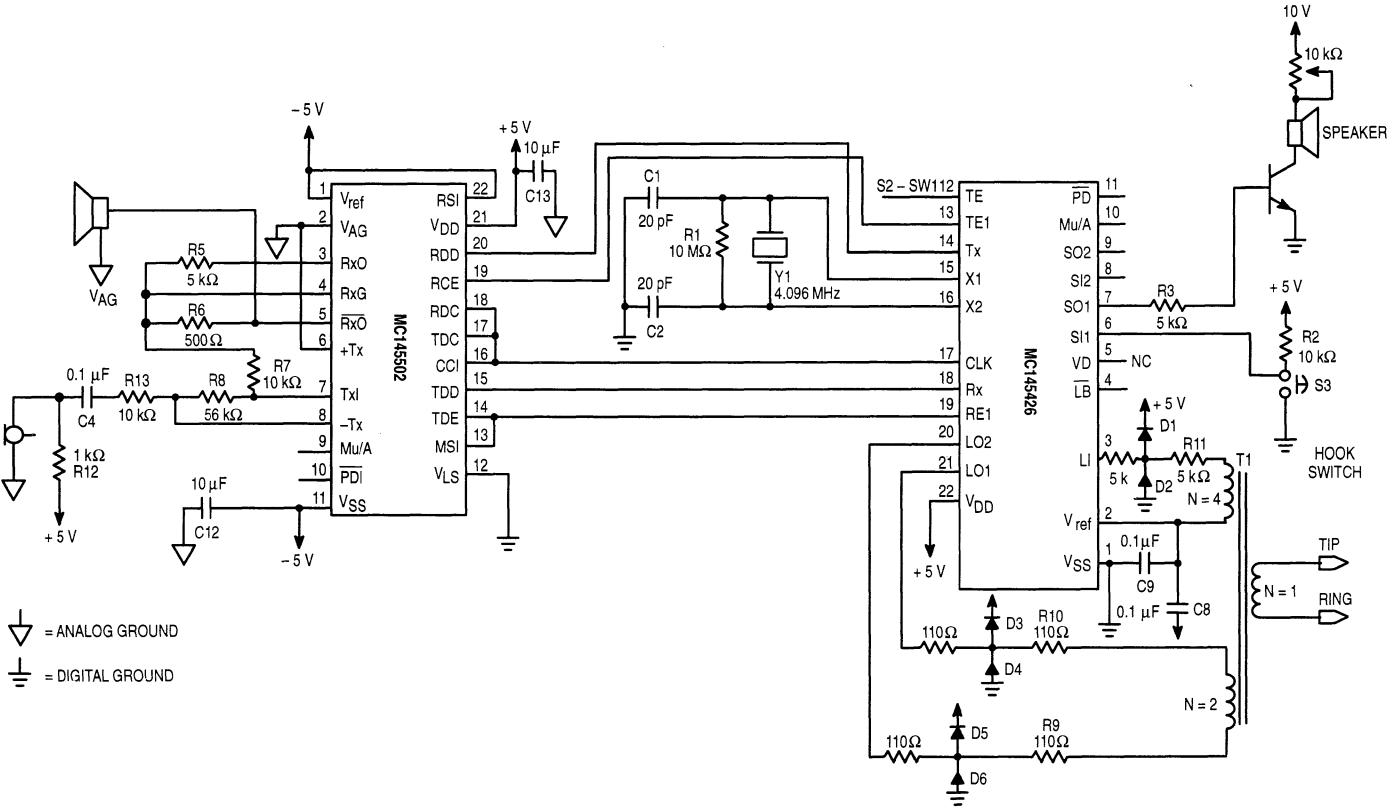 10 V
10 kΩ
SPEAKER
– 5 V
+ 5 V
10 μF
C13
1
Vref
RSI
22
2
VAG
VDD
21
3
RxO
RDD
20
4
RxG
RCE
19
5
RxO
RDC
18
6
+Tx
TDC
17
CCI
16
7
TxI
TDD
15
8
–Tx
TDE
14
9
Mu/A
MSI
13
10
PDI
VLS
12
11
VSS
MC145502
VAG
R5
5 kΩ
R6
500Ω
R7
10 kΩ
0.1 μF
C4
R13
10 kΩ
R8
56 kΩ
1 kΩ
R12
+ 5 V
10 μF
C12
– 5 V
C1
20 pF
R1
10 MΩ
20 pF
C2
Y1
4.096 MHz
S2 – SW112
TE
PD
11
13
TE1
Mu/A
10
14
Tx
SO2
9
15
X1
SI2
8
16
X2
SO1
7
SI1
6
17
CLK
VD
5
NC
18
Rx
LB
4
19
RE1
20
LO2
LI
3
21
LO1
22
VDD
V ref
2
VSS
1
MC145426
+ 5 V
R3
5 kΩ
+ 5 V
R2
10 kΩ
S3
HOOK
SWITCH
+ 5 V
D1
5 k
D2
R11
5 kΩ
T1
N = 4
0.1μF
C9
0.1 μF
C8
N = 1
TIP
RING
110Ω
D3
D4
R10
110Ω
N = 2
110Ω
D5
D6
R9
110Ω
= ANALOG GROUND
= DIGITAL GROUND